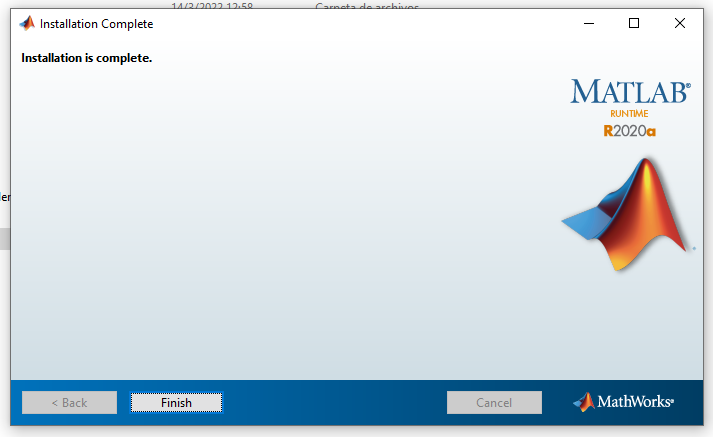 14/3/2022 12:58 Carpeta de archivos
Installation Complete
Installation is complete.
MATLAB®
RUNTIME
R2020a
< Back
Finish
Cancel
MathWorks®